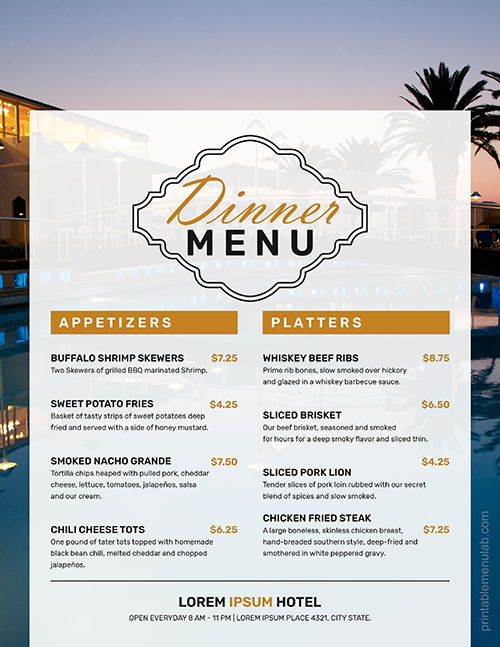 Dinner
MENU
APPETIZERS
BUFFALO SHRIMP SKEWERS $7.25
Two Skewers of grilled BBQ marinated Shrimp.
SWEET POTATO FRIES $4.25
Basket of tasty strips of sweet potatoes deep
fried and served with a side of honey mustard.
SMOKED NACHO GRANDE $7.50
Tortilla chips heaped with pulled pork, cheddar
cheese, lettuce, tomatoes, jalapeños, salsa
and our cream.
CHILI CHEESE TOTS $6.25
One pound of tater tots topped with homemade
black bean chili, melted cheddar and chopped
jalapeños.
PLATTERS
WHISKEY BEEF RIBS $8.75
Prime rib bones, slow smoked over hickory
and glazed in a whiskey barbecue sauce.
$6.50
SLICED BRISKET
Our beef brisket, seasoned and smoked
for hours for a deep smoky flavor and sliced thin.
$4.25
SLICED PORK LION
Tender slices of pork loin rubbed with our secret
blend of spices and slow smoked.
CHICKEN FRIED STEAK
A large boneless, skinless chicken breast, $7.25
hand-breaded southern style, deep-fried and
smothered in white peppered gravy.
LOREM IPSUM HOTEL
OPEN EVERYDAY 8 AM - 11 PM | LOREM IPSUM PLACE 4321, CITY STATE.
printablemenulab.com